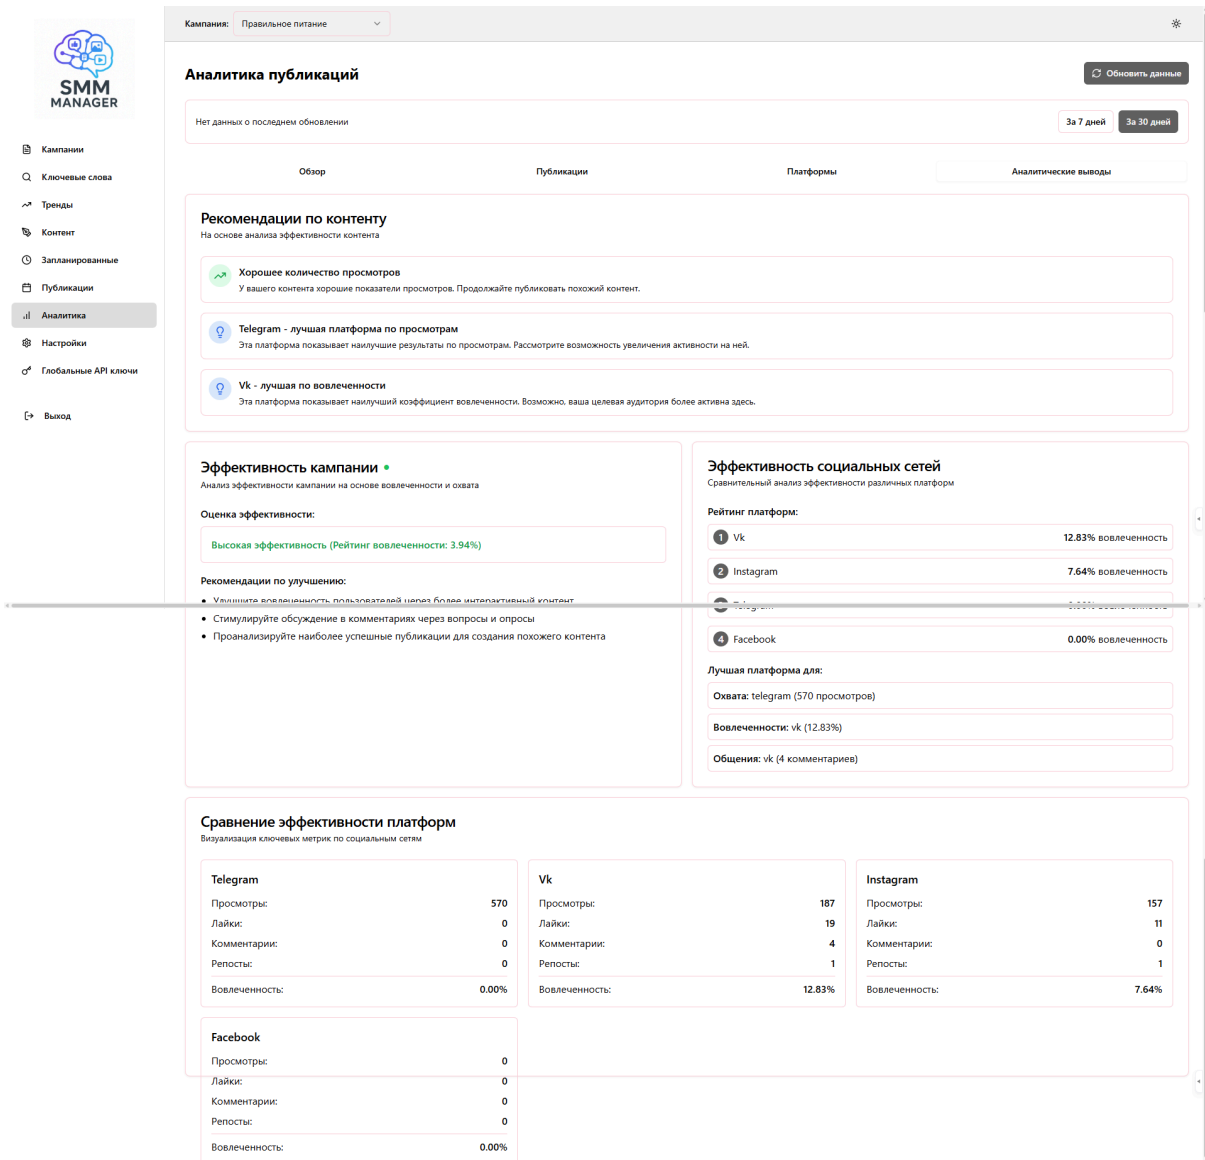 Кампания: Правильное питание
SMM
MANAGER
Кампании
Ключевые слова
Тренды
Контент
Запланированные
Публикации
Аналитика
Настройки
Глобальные API ключи
Выход
Аналитика публикаций
Обновить данные
Нет данных о последнем обновлении
За 7 дней
За 30 дней
Обзор
Публикации
Платформы
Аналитические выводы
Рекомендации по контенту
На основе анализа эффективности контента
Хорошее количество просмотров
У вашего контента хорошие показатели просмотров. Продолжайте публиковать похожий контент.
Telegram - лучшая платформа по просмотрам
Эта платформа показывает наилучшие результаты по просмотрам. Рассмотрите возможность увеличения активности на ней.
Vk - лучшая по вовлеченности
Эта платформа показывает наилучший коэффициент вовлеченности. Возможно, ваша целевая аудитория более активна здесь.
Эффективность кампании
Анализ эффективности кампании на основе вовлеченности и охвата
Оценка эффективности:
Высокая эффективность (Рейтинг вовлеченности: 3.94%)
Рекомендации по улучшению:
Улучшите вовлеченность пользователей через более интерактивный контент
Стимулируйте обсуждение в комментариях через вопросы и опросы
Проанализируйте наиболее успешные публикации для создания похожего контента
Эффективность социальных сетей
Сравнительный анализ эффективности различных платформ
Рейтинг платформ:
1 Vk 12.83% вовлеченность
2 Instagram 7.64% вовлеченность
4 Facebook 0.00% вовлеченность
Лучшая платформа для:
Охвата: telegram (570 просмотров)
Вовлеченности: vk (12.83%)
Общения: vk (4 комментариев)
Сравнение эффективности платформ
Визуализация ключевых метрик по социальным сетям
Telegram
Просмотры: 570
Лайки: 0
Комментарии: 0
Репосты: 0
Вовлеченность: 0.00%
Vk
Просмотры: 187
Лайки: 19
Комментарии: 4
Репосты: 1
Вовлеченность: 12.83%
Instagram
Просмотры: 157
Лайки: 11
Комментарии: 0
Репосты: 1
Вовлеченность: 7.64%
Facebook
Просмотры: 0
Лайки: 0
Комментарии: 0
Репосты: 0
Вовлеченность: 0.00%